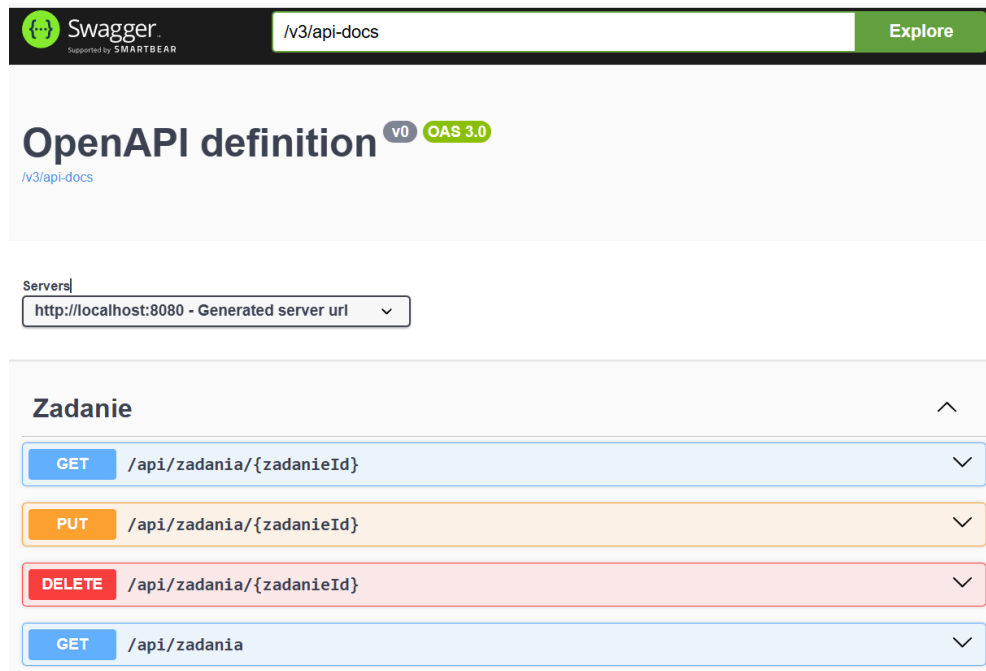 Swagger.
Supported by SMARTBEAR
/v3/api-docs
Explore
OpenAPI definition v0 OAS 3.0
/v3/api-docs
Servers
http://localhost:8080 - Generated server url
Zadanie
GET /api/zadania/{zadanieId}
PUT /api/zadania/{zadanieId}
DELETE /api/zadania/{zadanieId}
GET /api/zadania